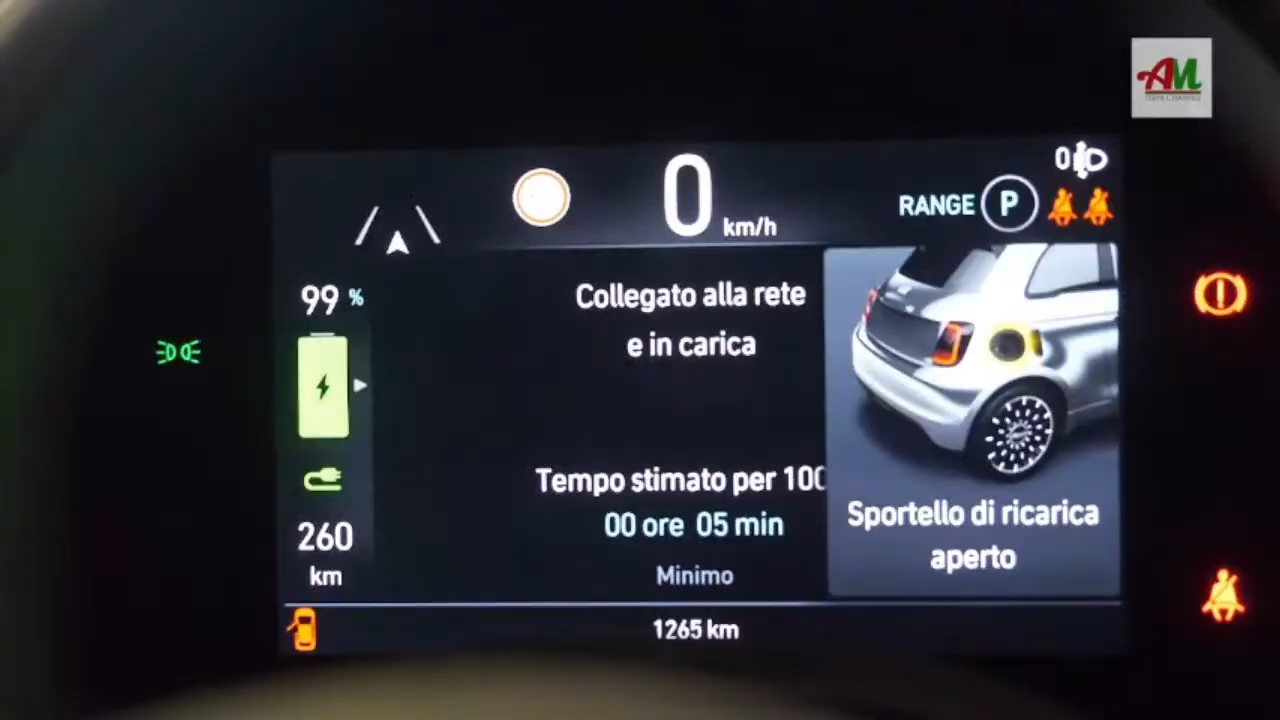 AM
0
km/h
RANGE P
99 %
Collegato alla rete
e in carica
Tempo stimato per 100
00 ore 05 min
Minimo
260
km
Sportello di ricarica
aperto
1265 km